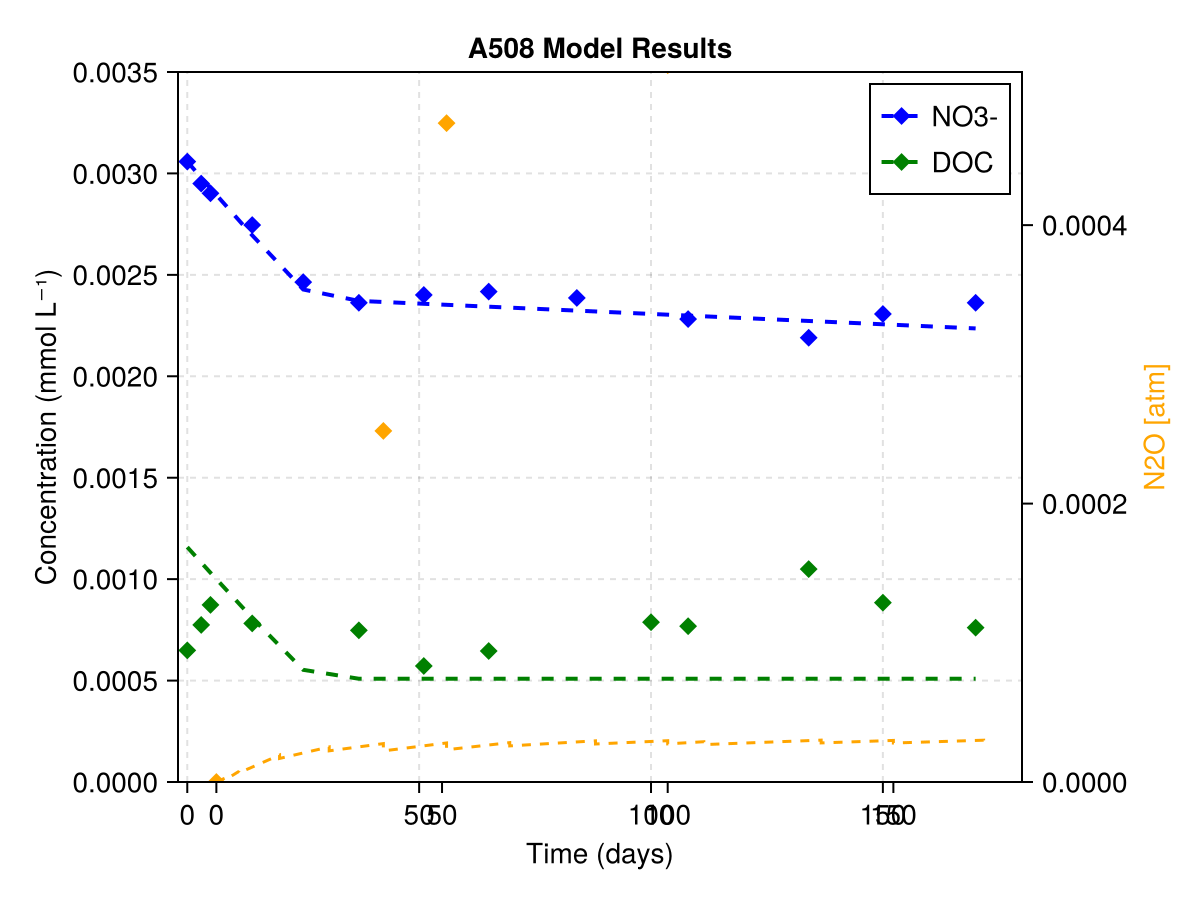 A508 Model Results
0.0035
0.0030
0.0025
0.0020
0.0015
0.0010
0.0005
0.0000
Concentration (mmol L⁻¹)
NO3-
DOC
0.0004
0.0002
0.0000
N2O [atm]
0 0 50 50 100 100 150 150
Time (days)